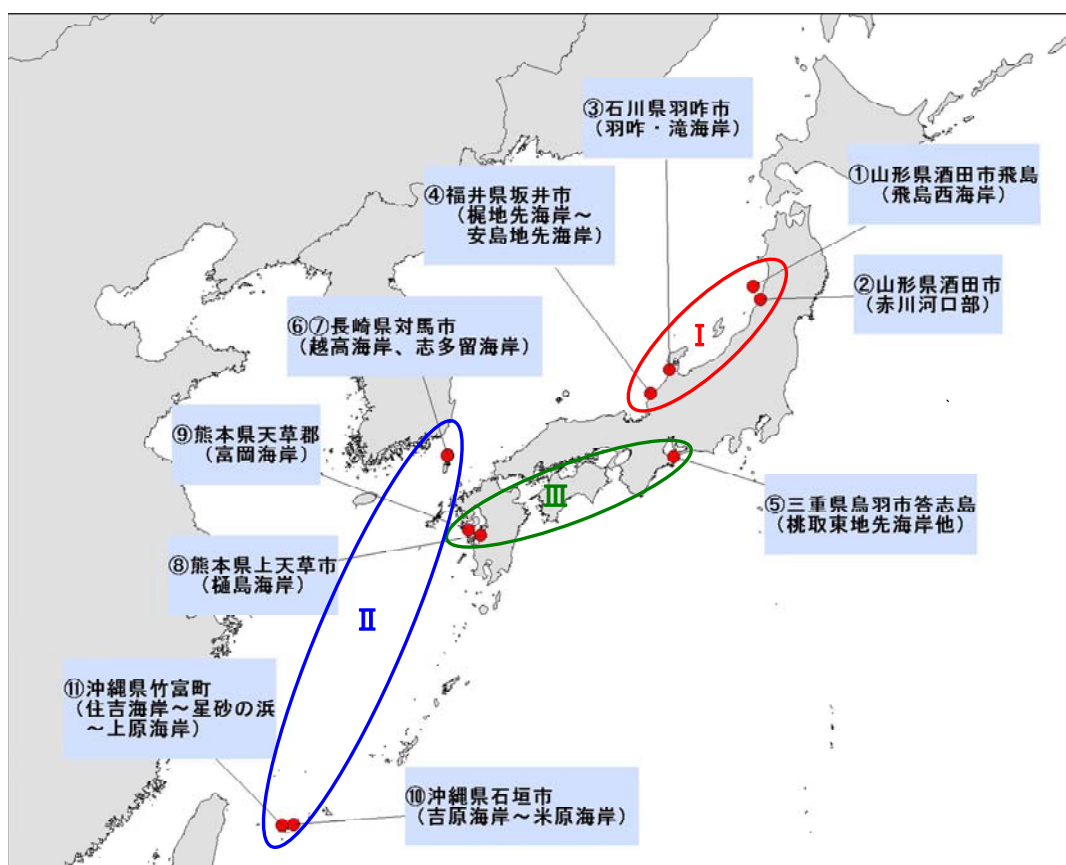 ③石川県羽咋市
（羽咋・滝海岸）
①山形県酒田市飛島
（飛島西海岸）
④福井県坂井市
（梶地先海岸～
安島地先海岸）
②山形県酒田市
（赤川河口部）
⑥⑦長崎県対馬市
（越高海岸、志多留海岸）
Ⅰ
⑨熊本県天草郡
（富岡海岸）
Ⅲ
⑤三重県鳥羽市答志島
（桃取東地先海岸他）
⑧熊本県上天草市
（樋島海岸）
Ⅱ
⑪沖縄県竹富町
（住吉海岸～星砂の浜
～上原海岸）
⑩沖縄県石垣市
（吉原海岸～米原海岸）